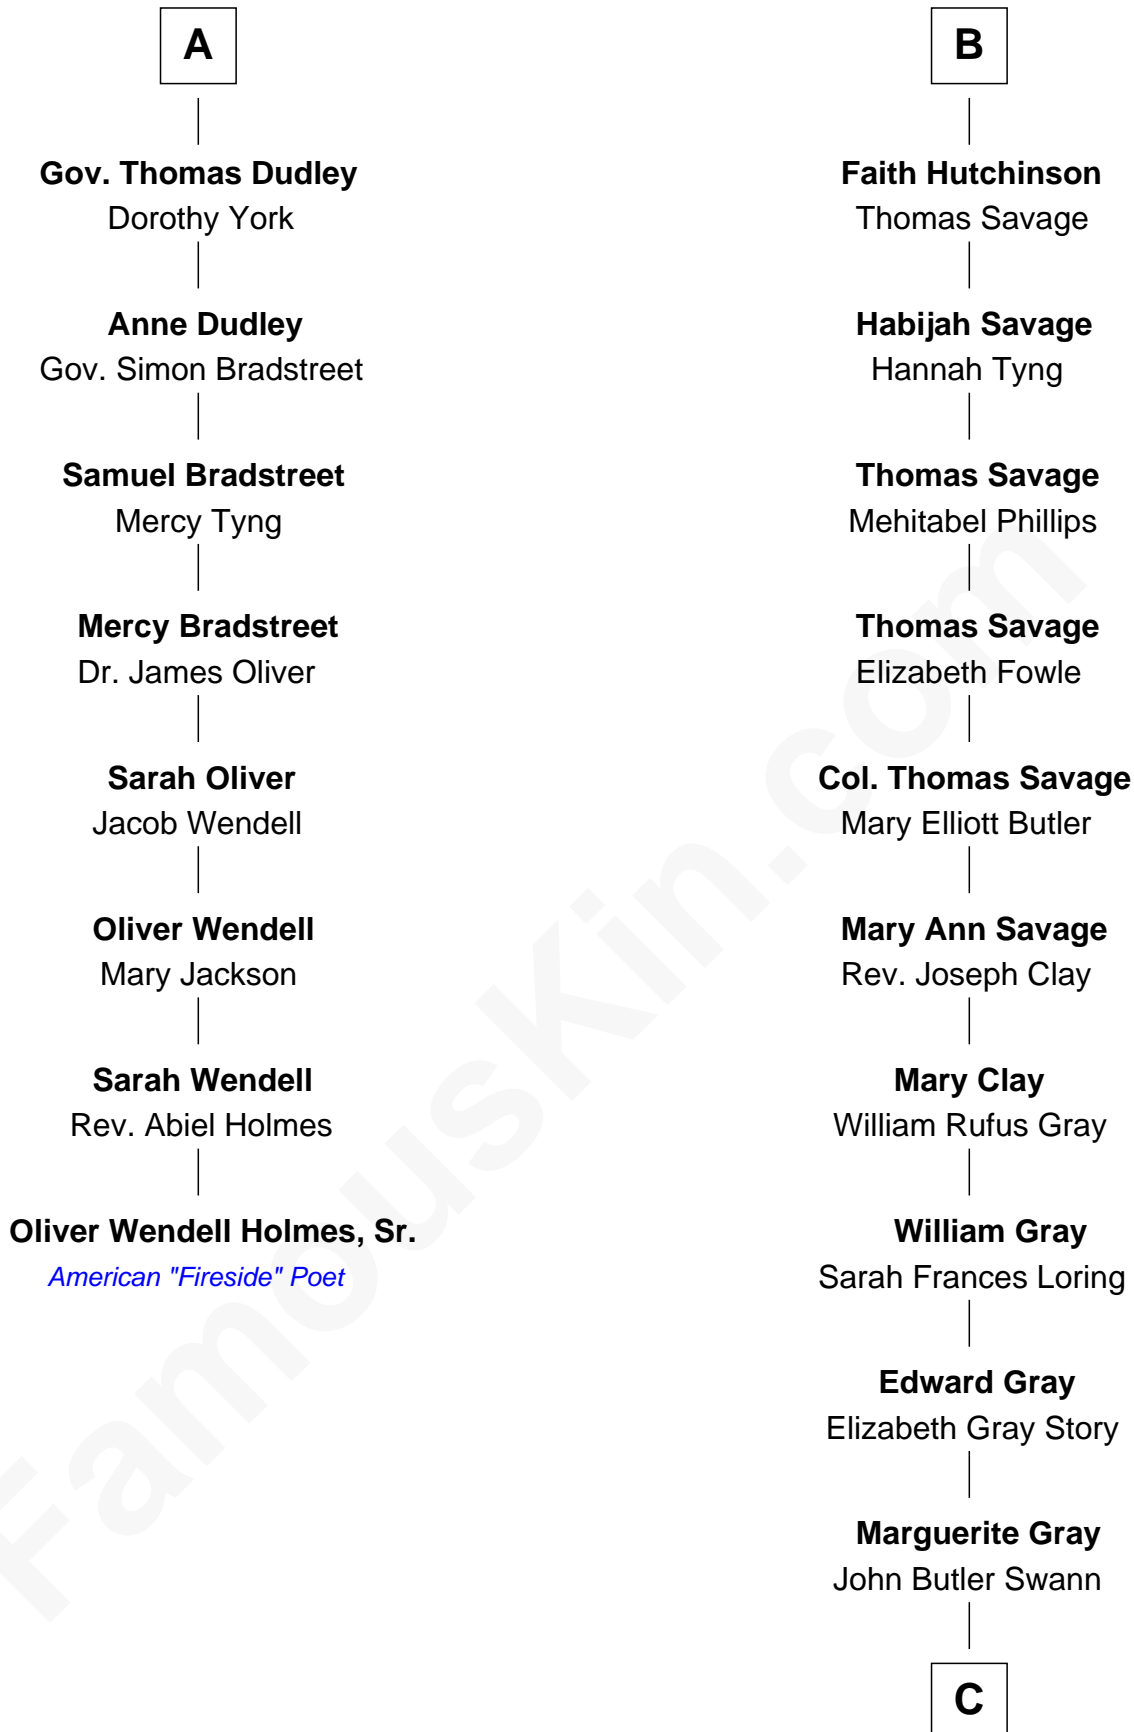 A
Gov. Thomas Dudley
Dorothy York
Anne Dudley
Gov. Simon Bradstreet
Samuel Bradstreet
Mercy Tyng
Mercy Bradstreet
Dr. James Oliver
Sarah Oliver
Jacob Wendell
Oliver Wendell
Mary Jackson
Sarah Wendell
Rev. Abiel Holmes
Oliver Wendell Holmes, Sr.
American "Fireside" Poet
B
Faith Hutchinson
Thomas Savage
Habijah Savage
Hannah Tyng
Thomas Savage
Mehitabel Phillips
Thomas Savage
Elizabeth Fowle
Col. Thomas Savage
Mary Elliott Butler
Mary Ann Savage
Rev. Joseph Clay
Mary Clay
William Rufus Gray
William Gray
Sarah Frances Loring
Edward Gray
Elizabeth Gray Story
Marguerite Gray
John Butler Swann
C
FamousKin.com